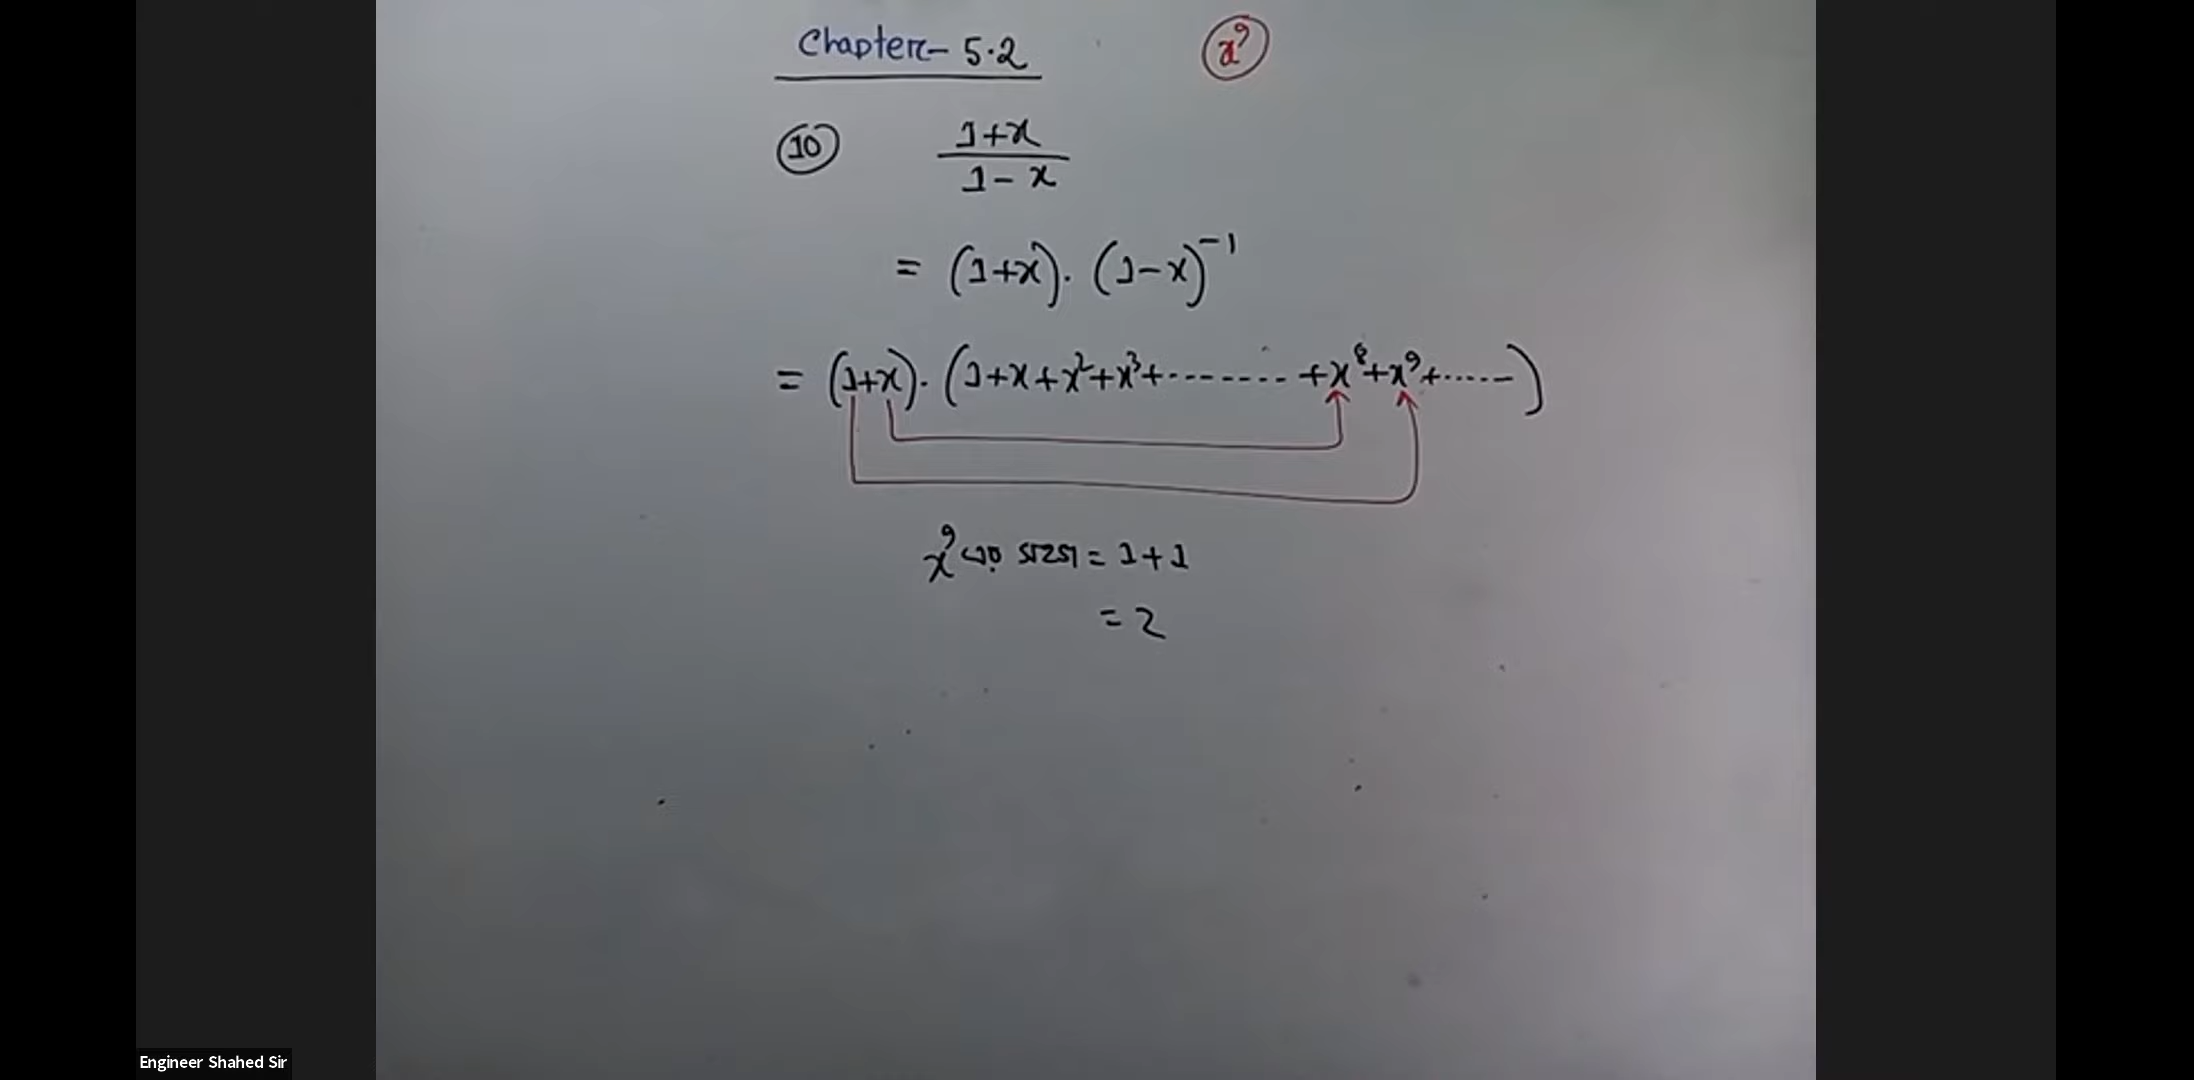 Chapter- 5.2
x⁹
10
1+x / 1-x
= (1+x). (1-x)⁻¹
= (1+x). (1+x+x²+x³+--------+x⁸+x⁹+-----)
x⁹ এর সহগ = 1+1
= 2
Engineer Shahed Sir